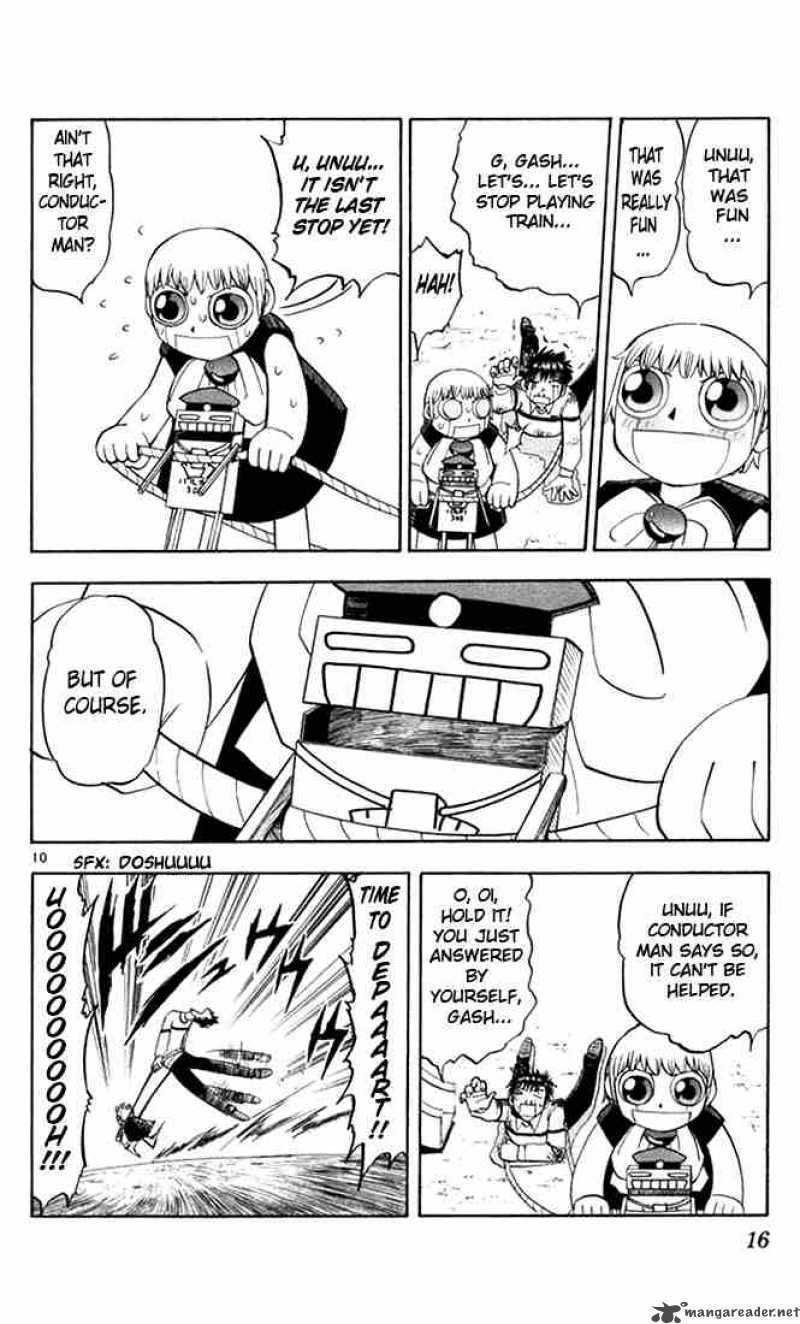 UNUU,
THAT
WAS
FUN
...
THAT
WAS
REALLY
FUN
...
G, GASH...
LET'S... LET'S
STOP PLAYING
TRAIN...
HAH!
U, UNUU...
IT ISN'T
THE LAST
STOP YET!
AIN'T
THAT
RIGHT,
CONDUC-
TOR
MAN?
BUT OF
COURSE.
10
SFX: DOSHUUUU
UNUU, IF
CONDUCTOR
MAN SAYS SO,
IT CAN'T BE
HELPED.
O, OI,
HOLD IT!
YOU JUST
ANSWERED
BY
YOURSELF,
GASH...
TIME
TO
DEPAAAART!!
UOOOOOOOOOOOH!!!
16
mangareader.net